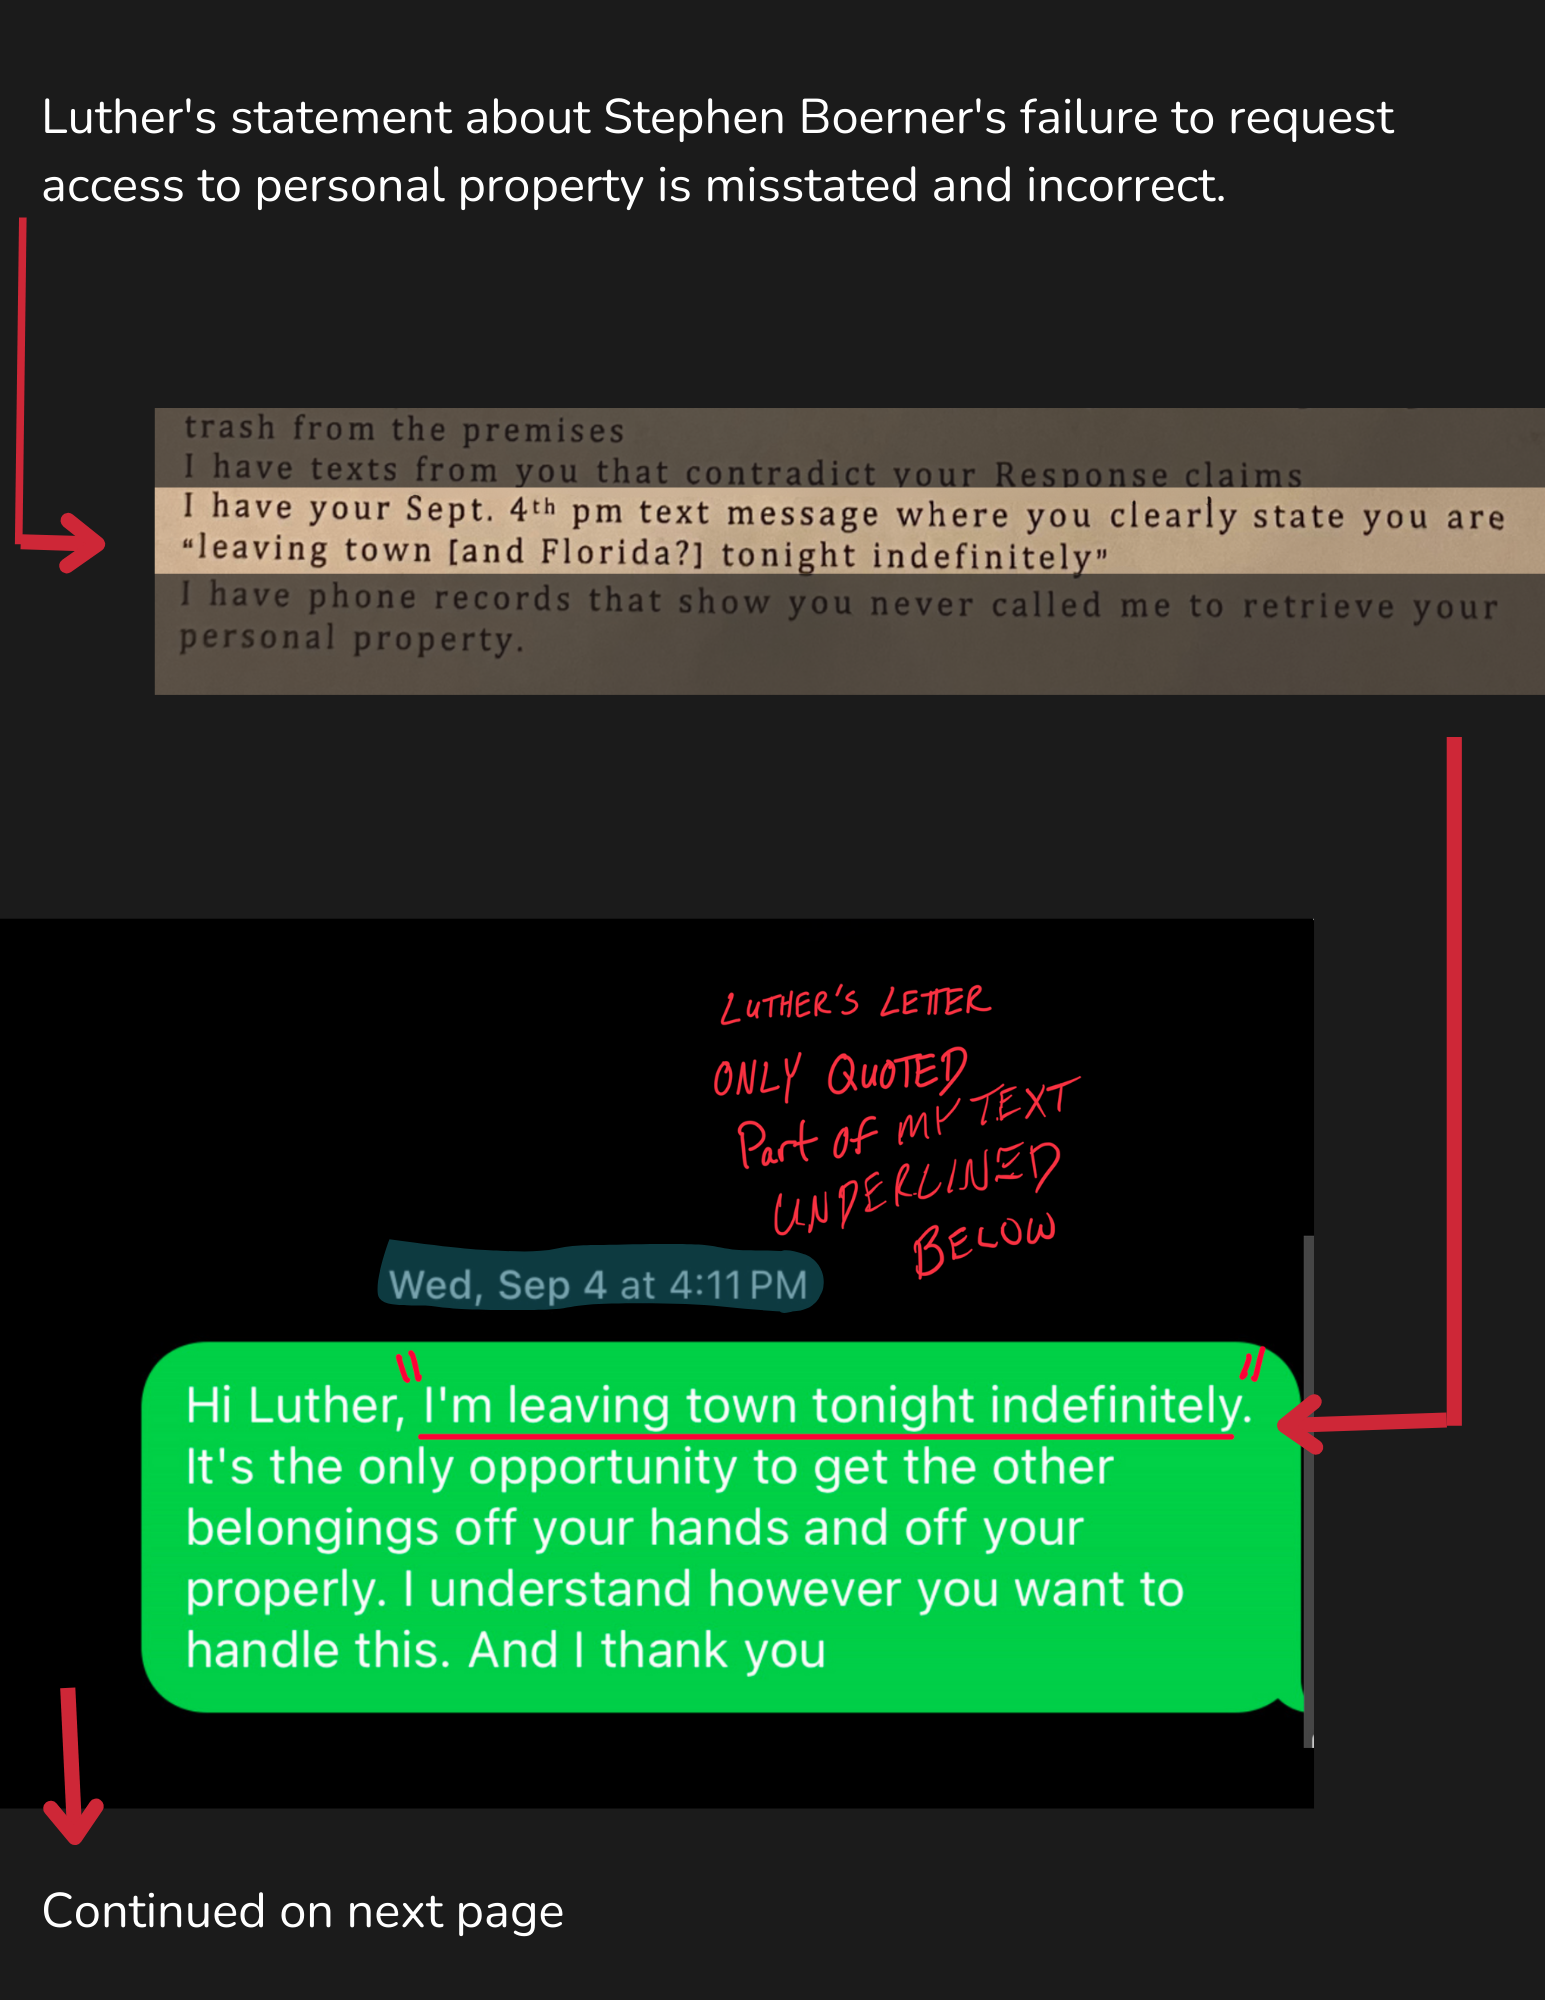 Luther's statement about Stephen Boerner's failure to request
access to personal property is misstated and incorrect.
trash from the premises
I have texts from you that contradict your Response claims
I have your Sept. 4th pm text message where you clearly state you are
“leaving town [and Florida?] tonight indefinitely”
I have phone records that show you never called me to retrieve your
personal property.
LUTHER'S LETTER
ONLY QUOTED
Part OF MY TEXT
UNDERLINED
BELOW
Wed, Sep 4 at 4:11 PM
Hi Luther, "I'm leaving town tonight indefinitely."
It's the only opportunity to get the other
belongings off your hands and off your
properly. I understand however you want to
handle this. And I thank you
Continued on next page